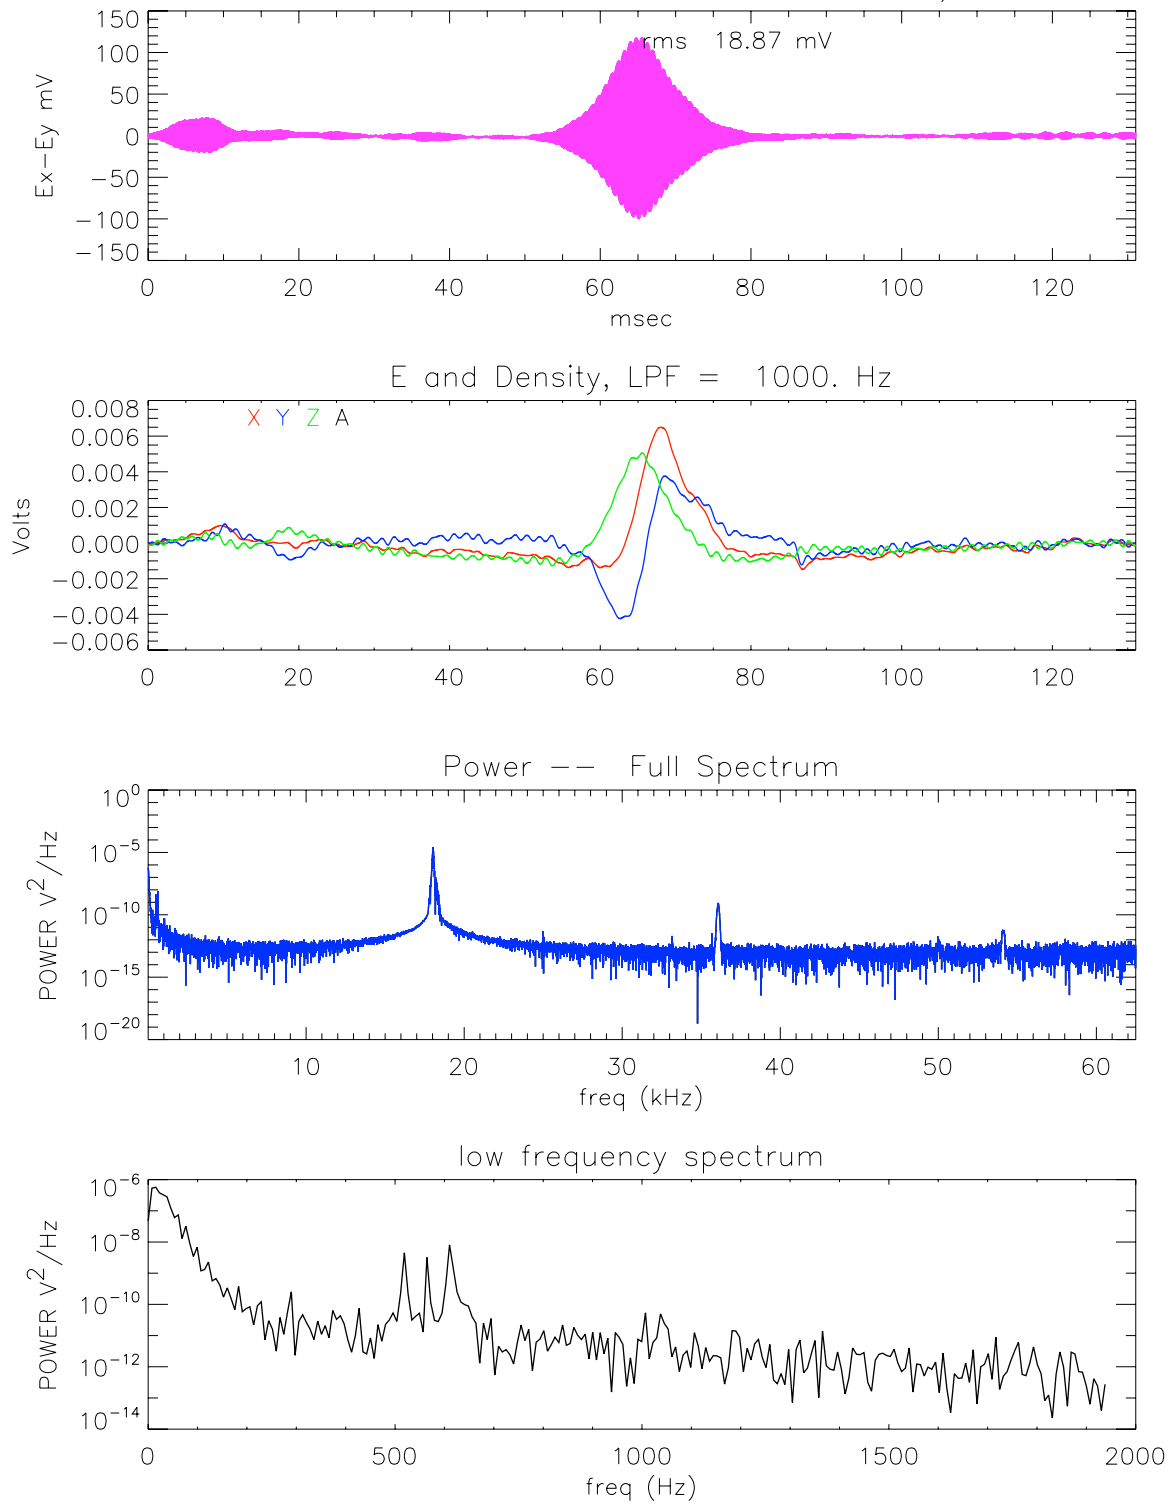 150
100
50
0
−50
−100
−150
Ex−Ey mV
rms 18.87 mV
0 20 40 60 80 100 120
msec
E and Density, LPF = 1000. Hz
X Y Z A
0.008
0.006
0.004
0.002
0.000
−0.002
−0.004
−0.006
Volts
0 20 40 60 80 100 120
Power −− Full Spectrum
10^0
10^−5
10^−10
10^−15
10^−20
POWER V^2/Hz
10 20 30 40 50 60
freq (kHz)
low frequency spectrum
10^−6
10^−8
10^−10
10^−12
10^−14
POWER V^2/Hz
0 500 1000 1500 2000
freq (Hz)